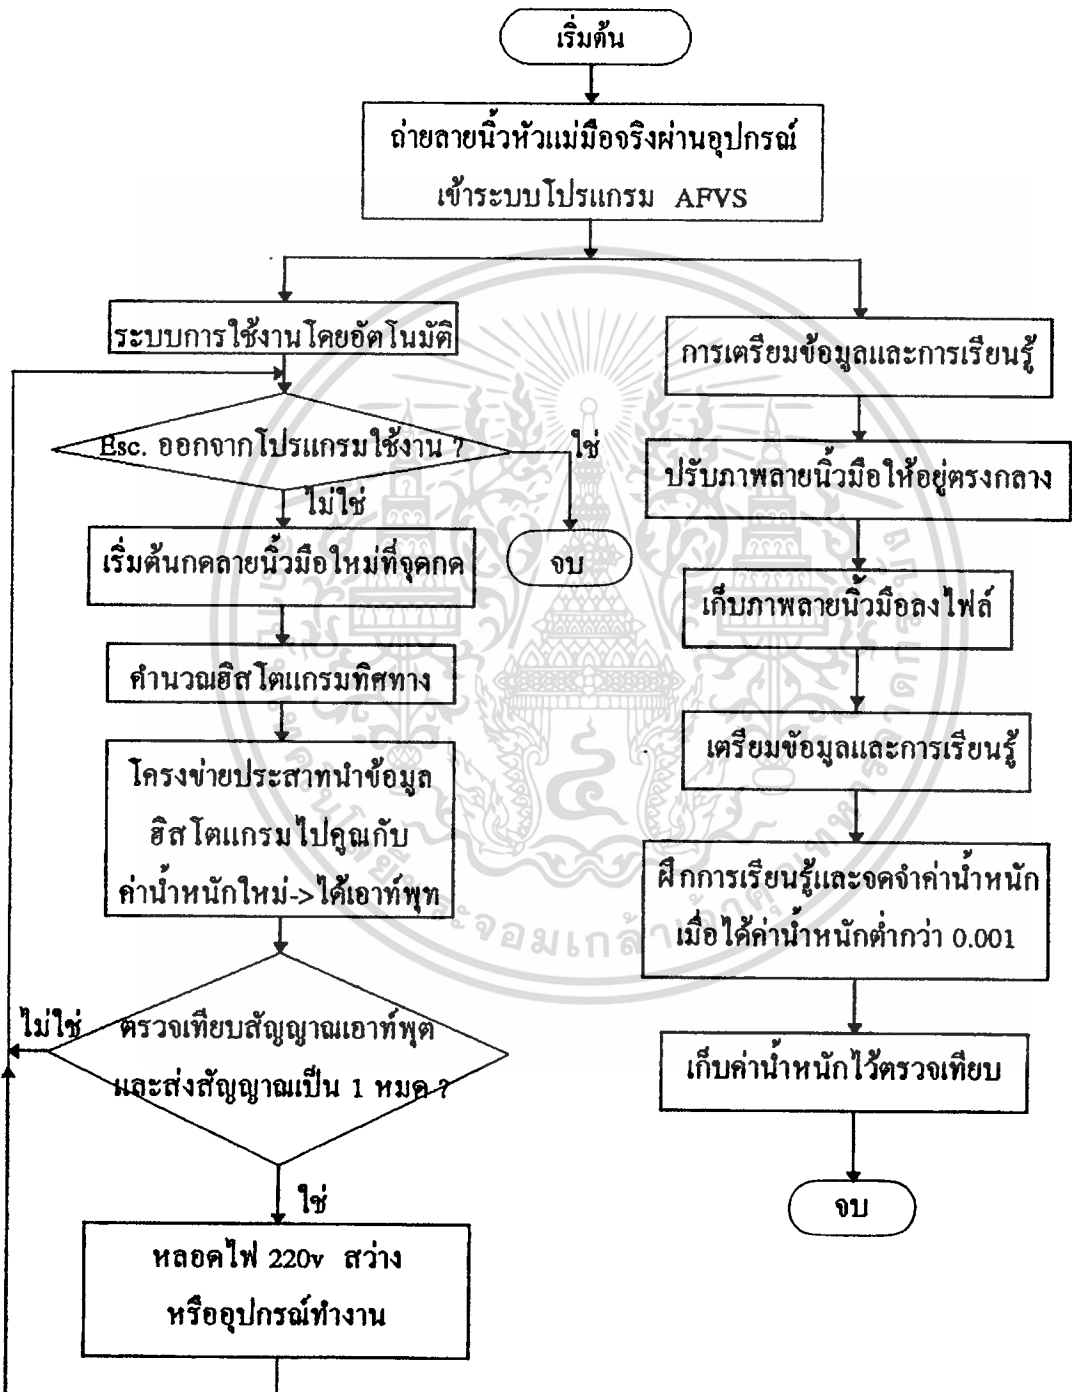 เริ่มต้น
ถ่ายลายนิ้วหัวแม่มือจริงผ่านอุปกรณ์
เข้าระบบโปรแกรม AFVS
ระบบการใช้งานโดยอัตโนมัติ
Esc. ออกจากโปรแกรมใช้งาน ?
ใช่
ไม่ใช่
จบ
เริ่มต้นกดลายนิ้วมือใหม่ที่จุดกด
คำนวณฮิสโตแกรมทิศทาง
โครงข่ายประสาทนำข้อมูล
ฮิสโตแกรมไปคูณกับ
ค่าน้ำหนักใหม่->ได้เอาท์พุท
ไม่ใช่
ตรวจเทียบสัญญาณเอาท์พุต
และส่งสัญญาณเป็น 1 หมด ?
ใช่
หลอดไฟ 220v สว่าง
หรืออุปกรณ์ทำงาน
การเตรียมข้อมูลและการเรียนรู้
ปรับภาพลายนิ้วมือให้อยู่ตรงกลาง
เก็บภาพลายนิ้วมือลงไฟล์
เตรียมข้อมูลและการเรียนรู้
ฝึกการเรียนรู้และจดจำค่าน้ำหนัก
เมื่อได้ค่าน้ำหนักต่ำกว่า 0.001
เก็บค่าน้ำหนักไว้ตรวจเทียบ
จบ